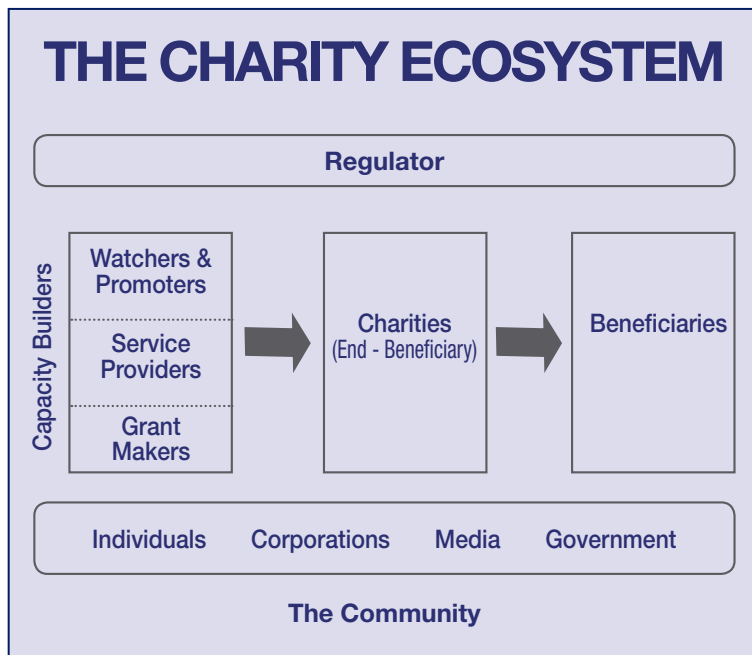 THE CHARITY ECOSYSTEM
Regulator
Capacity Builders
Watchers &
Promoters
Service
Providers
Grant
Makers
Charities
(End - Beneficiary)
Beneficiaries
Individuals Corporations Media Government
The Community